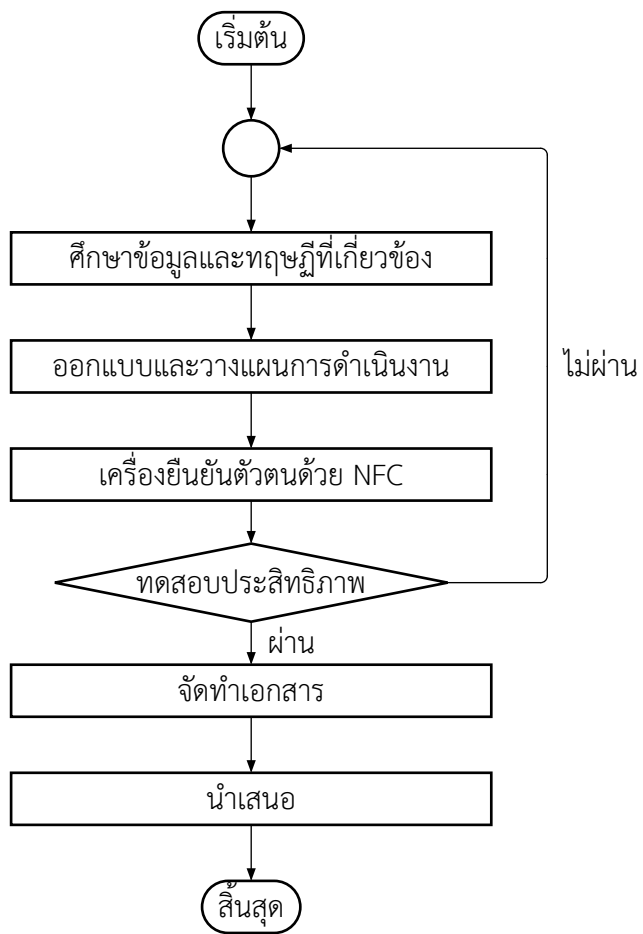 เริ่มต้น
ศึกษาข้อมูลและทฤษฏีที่เกี่ยวข้อง
ออกแบบและวางแผนการดำเนินงาน
ไม่ผ่าน
เครื่องยืนยันตัวตนด้วย NFC
ทดสอบประสิทธิภาพ
ผ่าน
จัดทำเอกสาร
นำเสนอ
สิ้นสุด